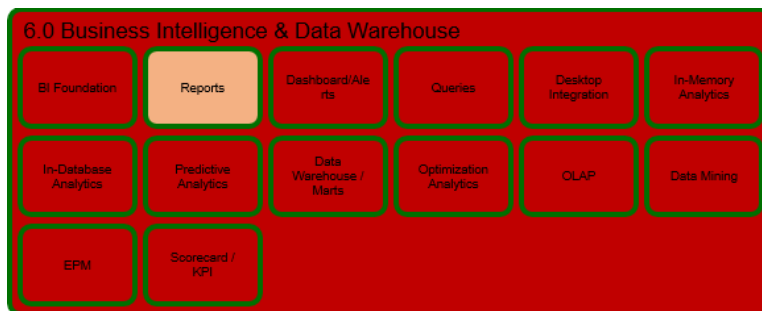 6.0 Business Intelligence & Data Warehouse
BI Foundation
Reports
Dashboard/Ale
rts
Queries
Desktop
Integration
In-Memory
Analytics
In-Database
Analytics
Predictive
Analytics
Data
Warehouse /
Marts
Optimization
Analytics
OLAP
Data Mining
EPM
Scorecard /
KPI